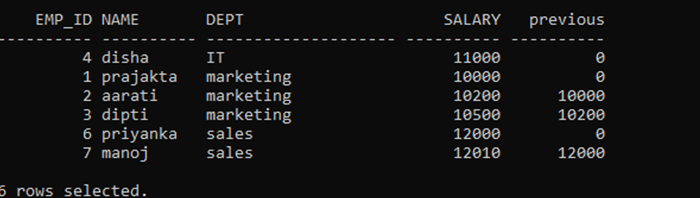 EMP_ID NAME DEPT SALARY previous
---------- ---------- -------------------- ---------- ----------
4 disha IT 11000 0
1 prajakta marketing 10000 0
2 aarati marketing 10200 10000
3 dipti marketing 10500 10200
6 priyanka sales 12000 0
7 manoj sales 12010 12000
6 rows selected.